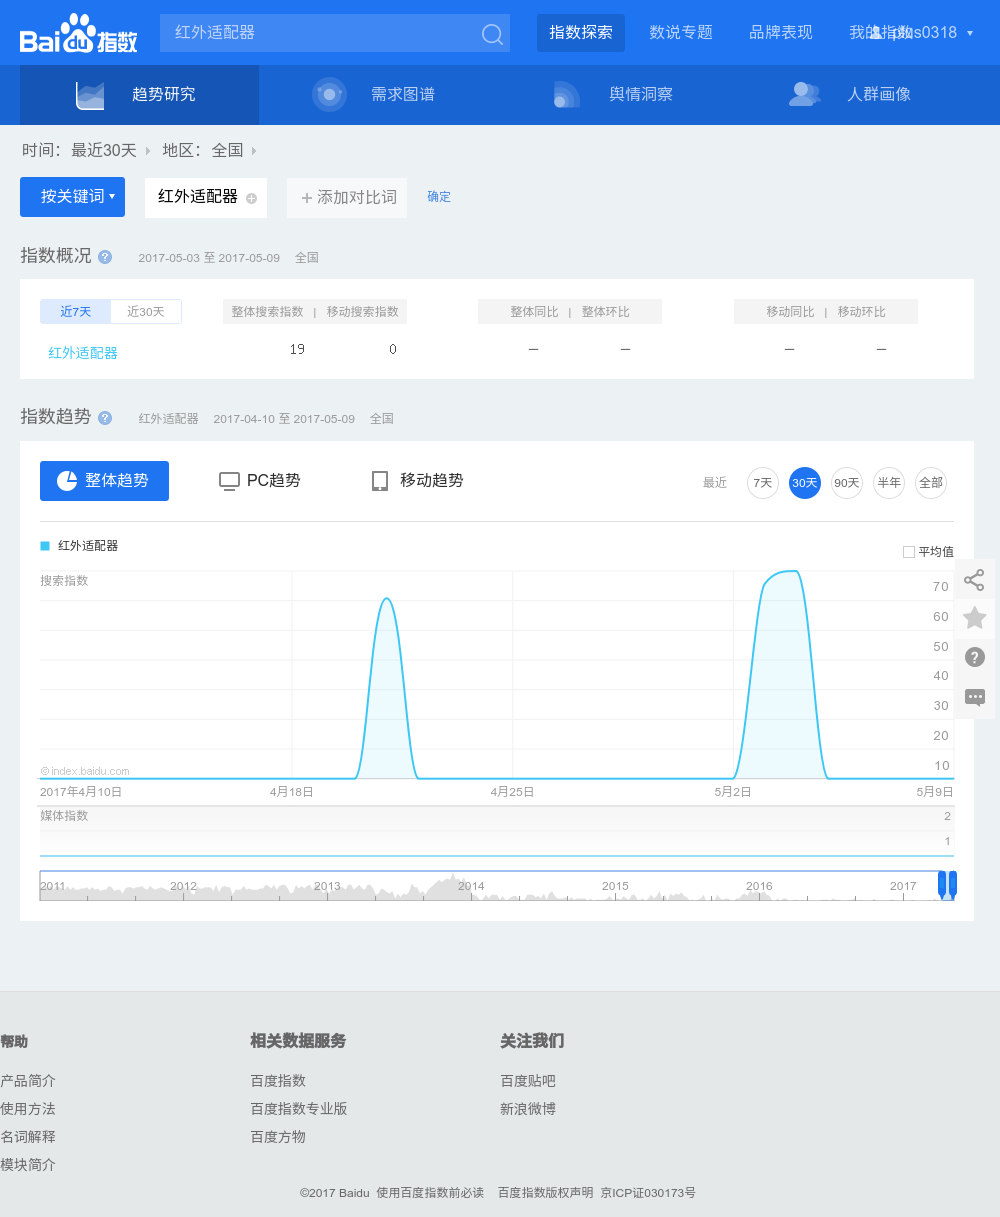 Bai du 指数
红外适配器
指数探索
数说专题
品牌表现
我的指数
plus0318
趋势研究
需求图谱
舆情洞察
人群画像
时间: 最近30天 地区: 全国
按关键词
红外适配器
+ 添加对比词
确定
指数概况 ? 2017-05-03 至 2017-05-09 全国
近7天 近30天 整体搜索指数 | 移动搜索指数 整体同比 | 整体环比 移动同比 | 移动环比
红外适配器 19 0 – – – –
指数趋势 ? 红外适配器 2017-04-10 至 2017-05-09 全国
整体趋势 PC趋势 移动趋势 最近 7天 30天 90天 半年 全部
红外适配器
平均值
搜索指数
70
60
50
40
30
20
10
©index.baidu.com
2017年4月10日 4月18日 4月25日 5月2日 5月9日
媒体指数
2
1
2011 2012 2013 2014 2015 2016 2017
帮助 相关数据服务 关注我们
产品简介 百度指数 百度贴吧
使用方法 百度指数专业版 新浪微博
名词解释 百度方物
模块简介
©2017 Baidu 使用百度指数前必读 百度指数版权声明 京ICP证030173号